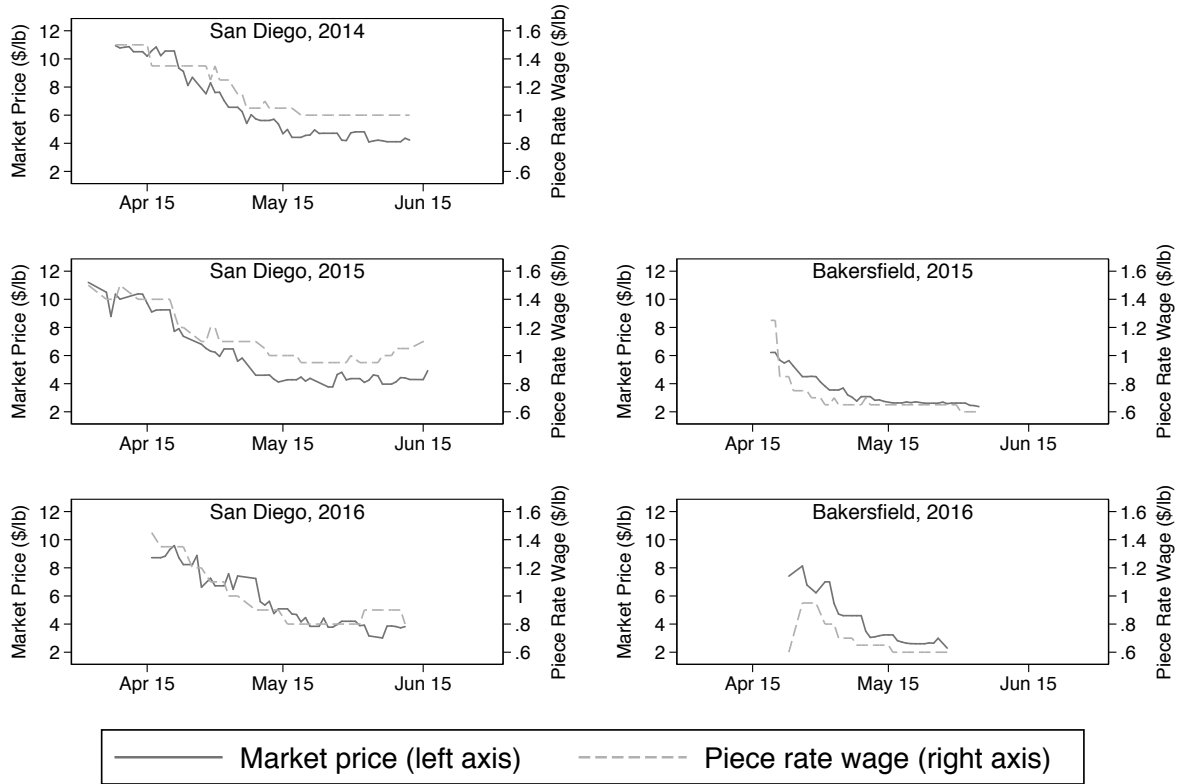 San Diego, 2014
Market Price ($/lb)
12
10
8
6
4
2
1.6
1.4
1.2
1
.8
.6
Piece Rate Wage ($/lb)
Apr 15
May 15
Jun 15
San Diego, 2015
Market Price ($/lb)
12
10
8
6
4
2
1.6
1.4
1.2
1
.8
.6
Piece Rate Wage ($/lb)
Apr 15
May 15
Jun 15
Bakersfield, 2015
Market Price ($/lb)
12
10
8
6
4
2
1.6
1.4
1.2
1
.8
.6
Piece Rate Wage ($/lb)
Apr 15
May 15
Jun 15
San Diego, 2016
Market Price ($/lb)
12
10
8
6
4
2
1.6
1.4
1.2
1
.8
.6
Piece Rate Wage ($/lb)
Apr 15
May 15
Jun 15
Bakersfield, 2016
Market Price ($/lb)
12
10
8
6
4
2
1.6
1.4
1.2
1
.8
.6
Piece Rate Wage ($/lb)
Apr 15
May 15
Jun 15
Market price (left axis)
Piece rate wage (right axis)